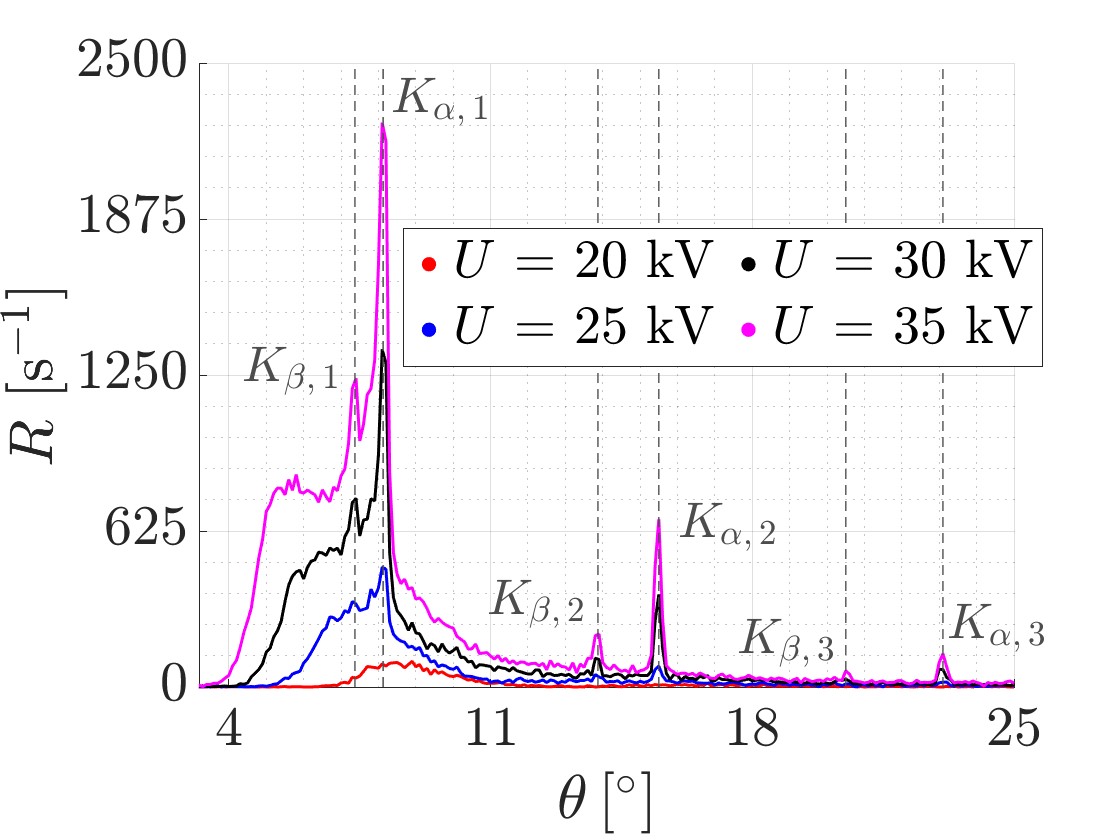 2500
1875
1250
625
0
R [s⁻¹]
K_{α, 1}
K_{β, 1}
U = 20 kV
U = 30 kV
U = 25 kV
U = 35 kV
K_{α, 2}
K_{β, 2}
K_{β, 3}
K_{α, 3}
4 11 18 25
θ [°]